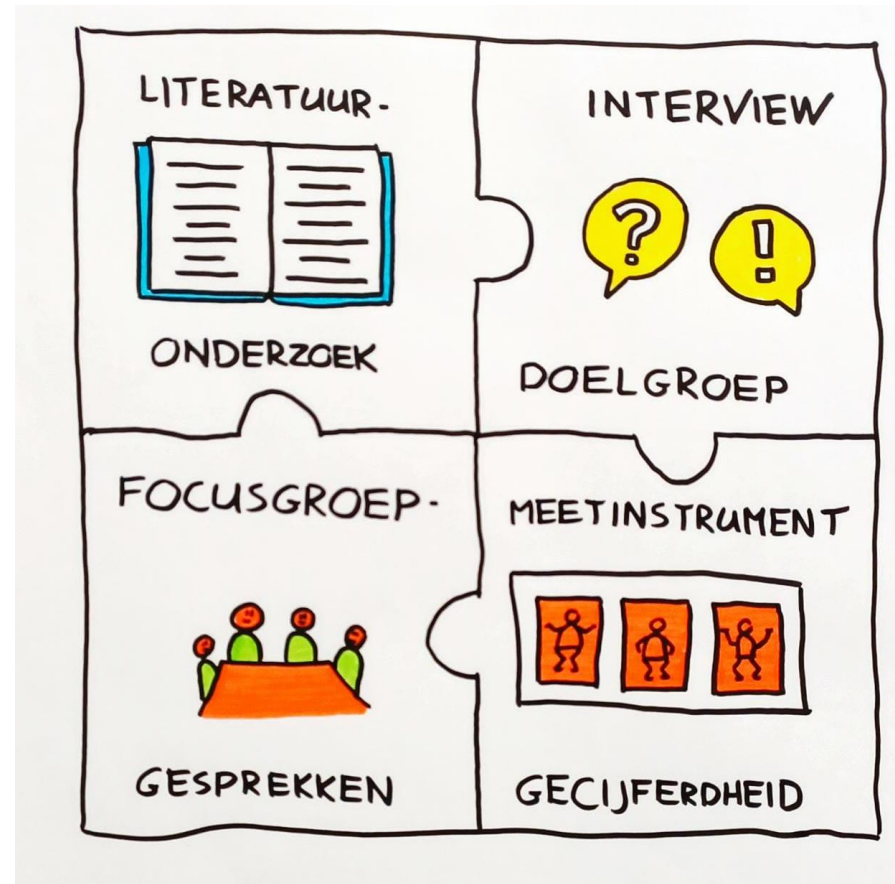 LITERATUUR-
ONDERZOEK
INTERVIEW
?
!
DOELGROEP
FOCUSGROEP-
GESPREKKEN
MEETINSTRUMENT
GECIJFERDHEID